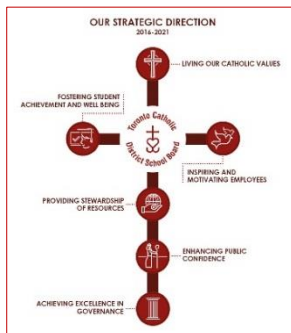 OUR STRATEGIC DIRECTION
2016-2021
LIVING OUR CATHOLIC VALUES
FOSTERING STUDENT
ACHIEVEMENT AND WELL BEING
Toronto Catholic
District School Board
INSPIRING AND
MOTIVATING EMPLOYEES
PROVIDING STEWARDSHIP
OF RESOURCES
ENHANCING PUBLIC
CONFIDENCE
ACHIEVING EXCELLENCE IN
GOVERNANCE